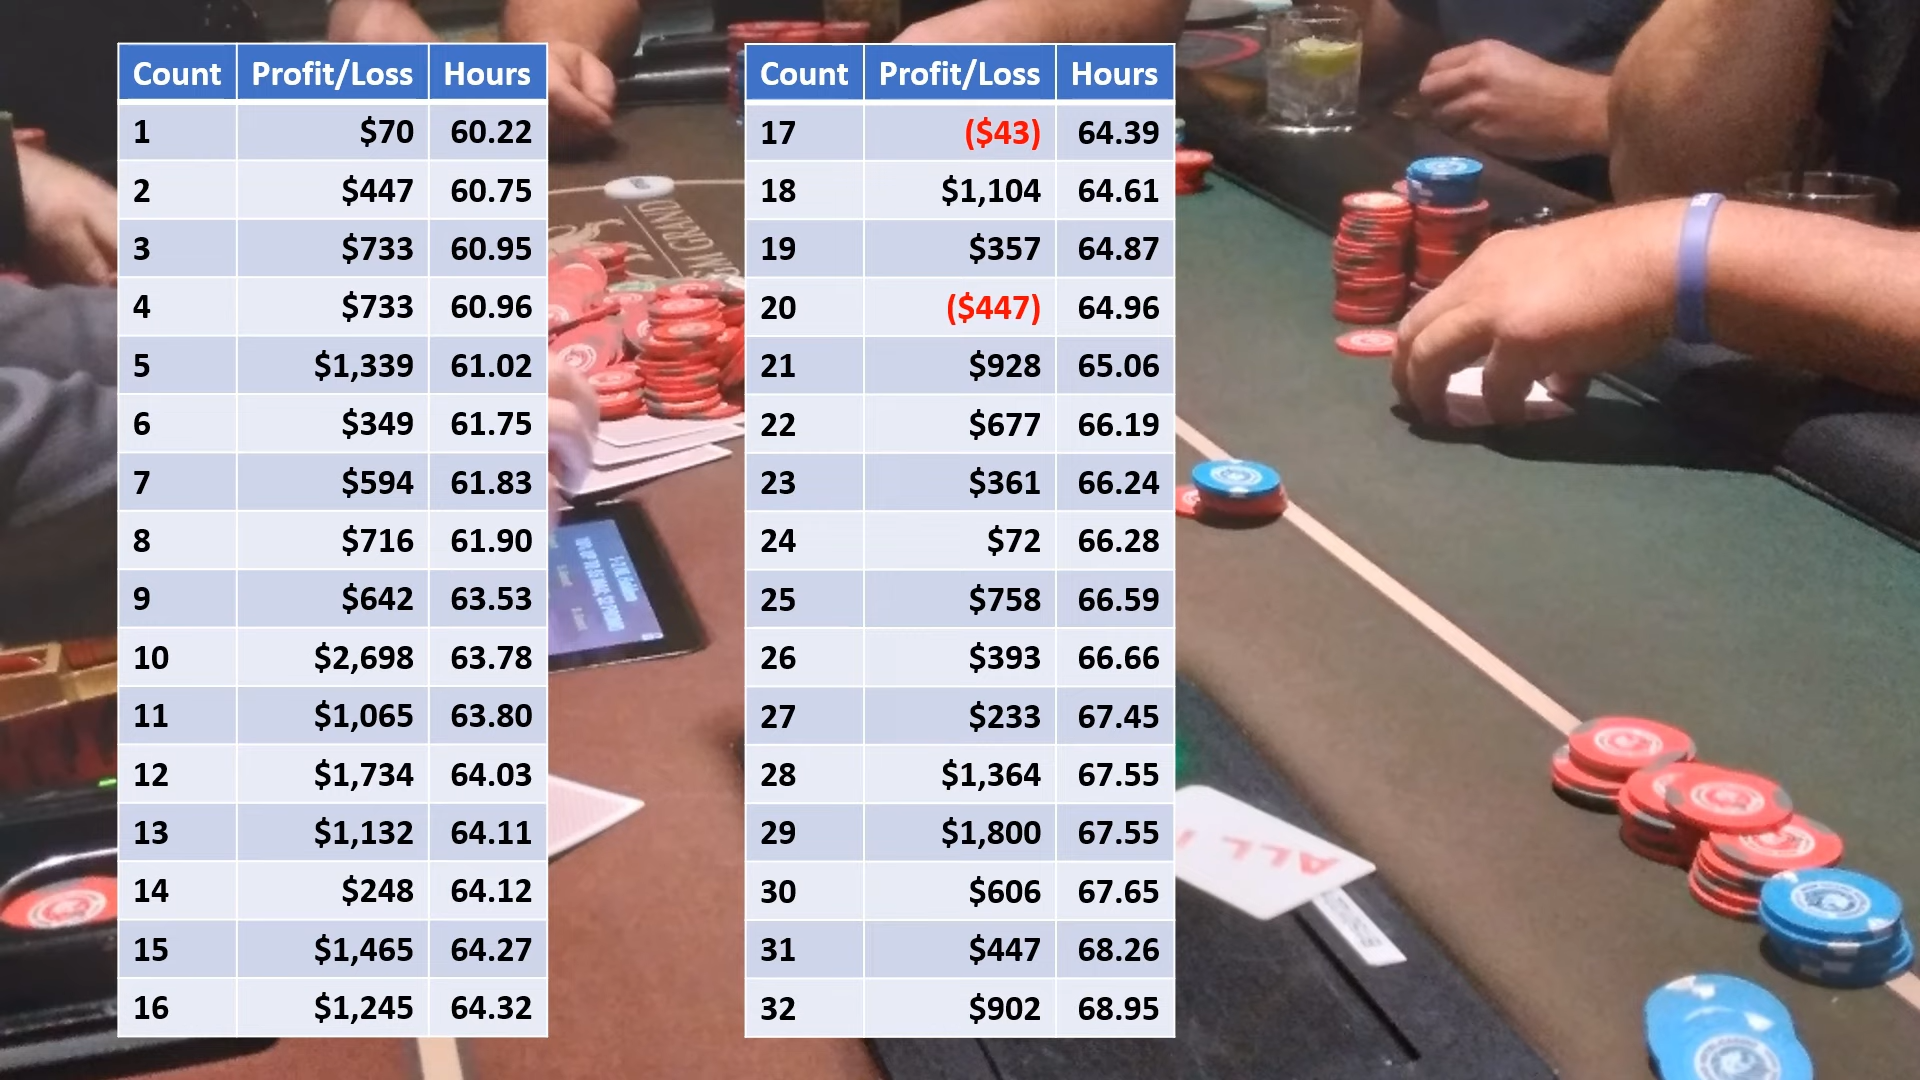 Count Profit/Loss Hours
1 $70 60.22
2 $447 60.75
3 $733 60.95
4 $733 60.96
5 $1,339 61.02
6 $349 61.75
7 $594 61.83
8 $716 61.90
9 $642 63.53
10 $2,698 63.78
11 $1,065 63.80
12 $1,734 64.03
13 $1,132 64.11
14 $248 64.12
15 $1,465 64.27
16 $1,245 64.32
Count Profit/Loss Hours
17 ($43) 64.39
18 $1,104 64.61
19 $357 64.87
20 ($447) 64.96
21 $928 65.06
22 $677 66.19
23 $361 66.24
24 $72 66.28
25 $758 66.59
26 $393 66.66
27 $233 67.45
28 $1,364 67.55
29 $1,800 67.55
30 $606 67.65
31 $447 68.26
32 $902 68.95
MGM GRAND
ALL I